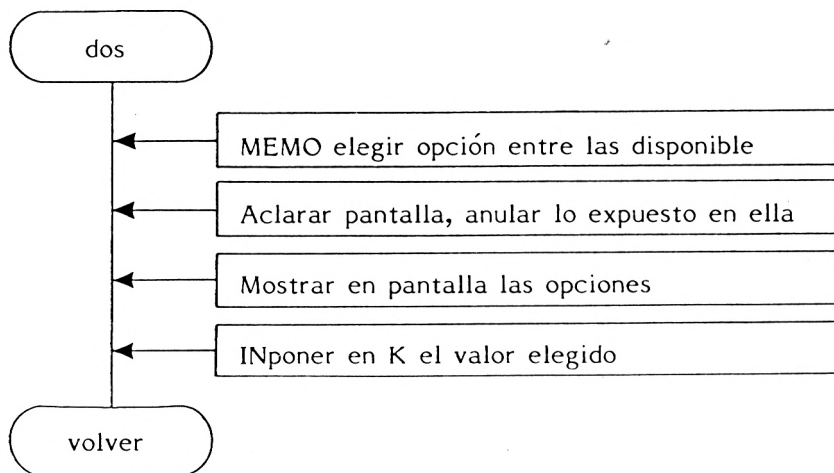 dos
MEMO elegir opción entre las disponible
Aclarar pantalla, anular lo expuesto en ella
Mostrar en pantalla las opciones
INponer en K el valor elegido
volver